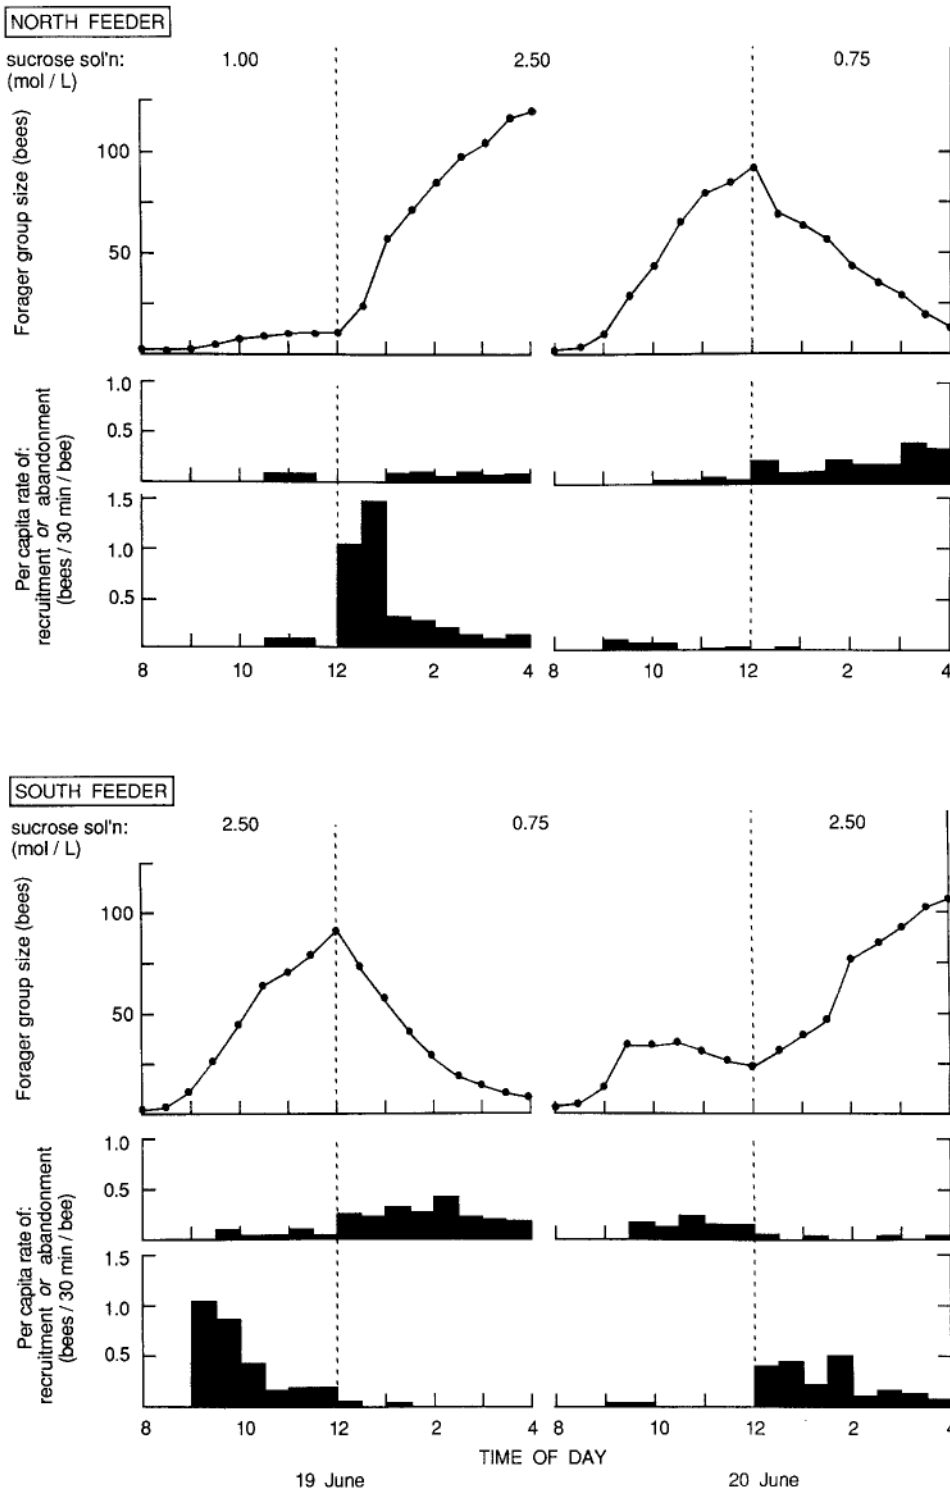 NORTH FEEDER
sucrose sol'n:
(mol / L)
1.00 2.50 0.75
Forager group size (bees)
100
50
Per capita rate of:
recruitment or abandonment
(bees / 30 min / bee)
1.0
0.5
1.5
1.0
0.5
8 10 12 2 4 8 10 12 2 4
SOUTH FEEDER
sucrose sol'n:
(mol / L)
2.50 0.75 2.50
Forager group size (bees)
100
50
Per capita rate of:
recruitment or abandonment
(bees / 30 min / bee)
1.0
0.5
1.5
1.0
0.5
8 10 12 2 4 8 10 12 2 4
TIME OF DAY
19 June 20 June